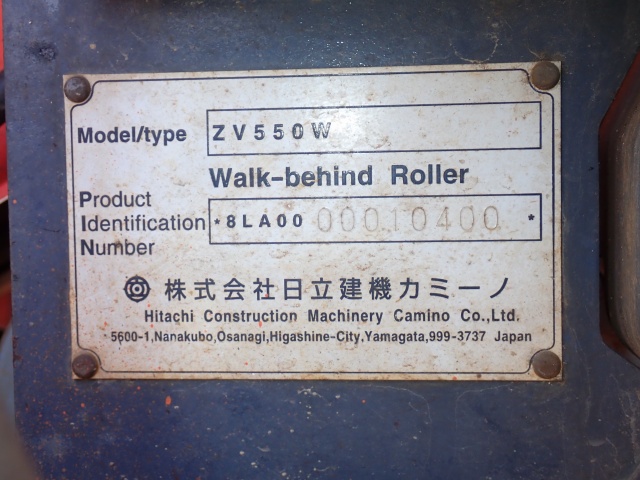 Model/type ZV550W
Walk-behind Roller
Product
Identification *8LA00 00010400 *
Number
株式会社日立建機カミーノ
Hitachi Construction Machinery Camino Co.,Ltd.
5600-1,Nanakubo,Osanagi,Higashine-City,Yamagata,999-3737 Japan